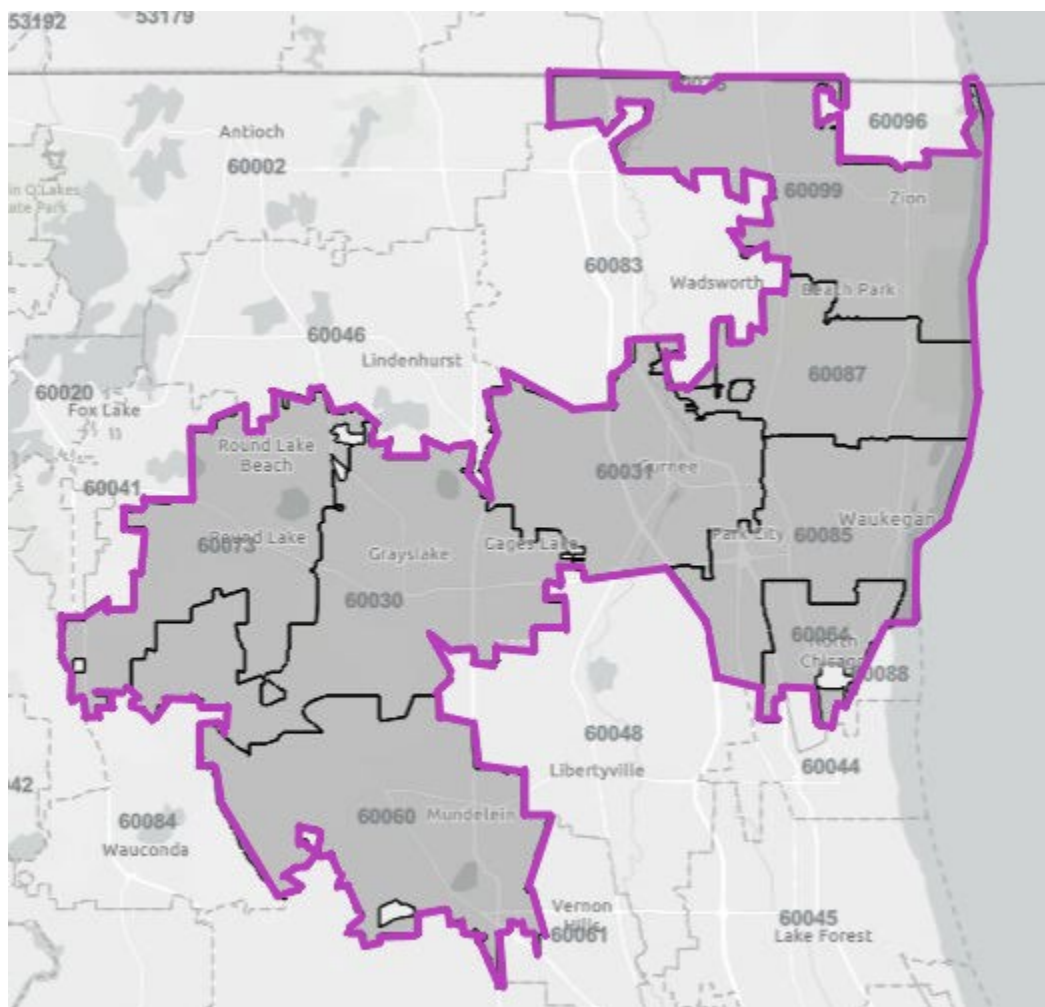 53192
53179
Antioch
60002
60096
60099
Zion
60083
Wadsworth
Beach Park
60046
Lindenhurst
60020
Fox Lake
60087
Round Lake
Beach
60041
60031
Gurnee
60073
Round Lake
Grayslake
Gages Lake
Park City
Waukegan
60085
60030
60064
North
Chicago
60088
60048
Libertyville
60044
42
60084
Wauconda
60060
Mundelein
Vernon
Hills
60061
60045
Lake Forest